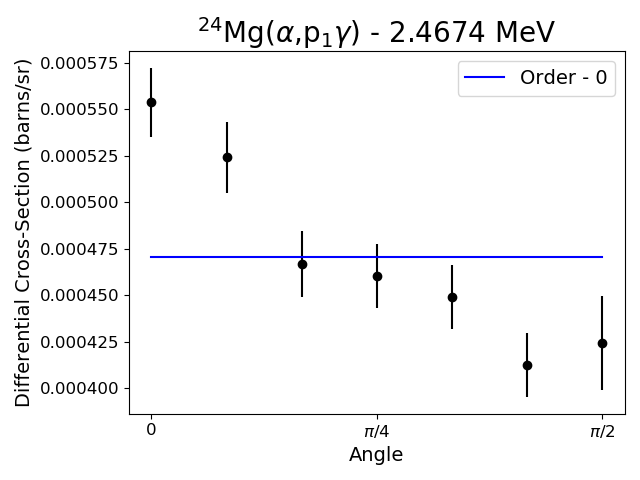 ²⁴Mg(α,p₁γ) - 2.4674 MeV
Order - 0
Differential Cross-Section (barns/sr)
0.000575
0.000550
0.000525
0.000500
0.000475
0.000450
0.000425
0.000400
0 π/4 π/2
Angle